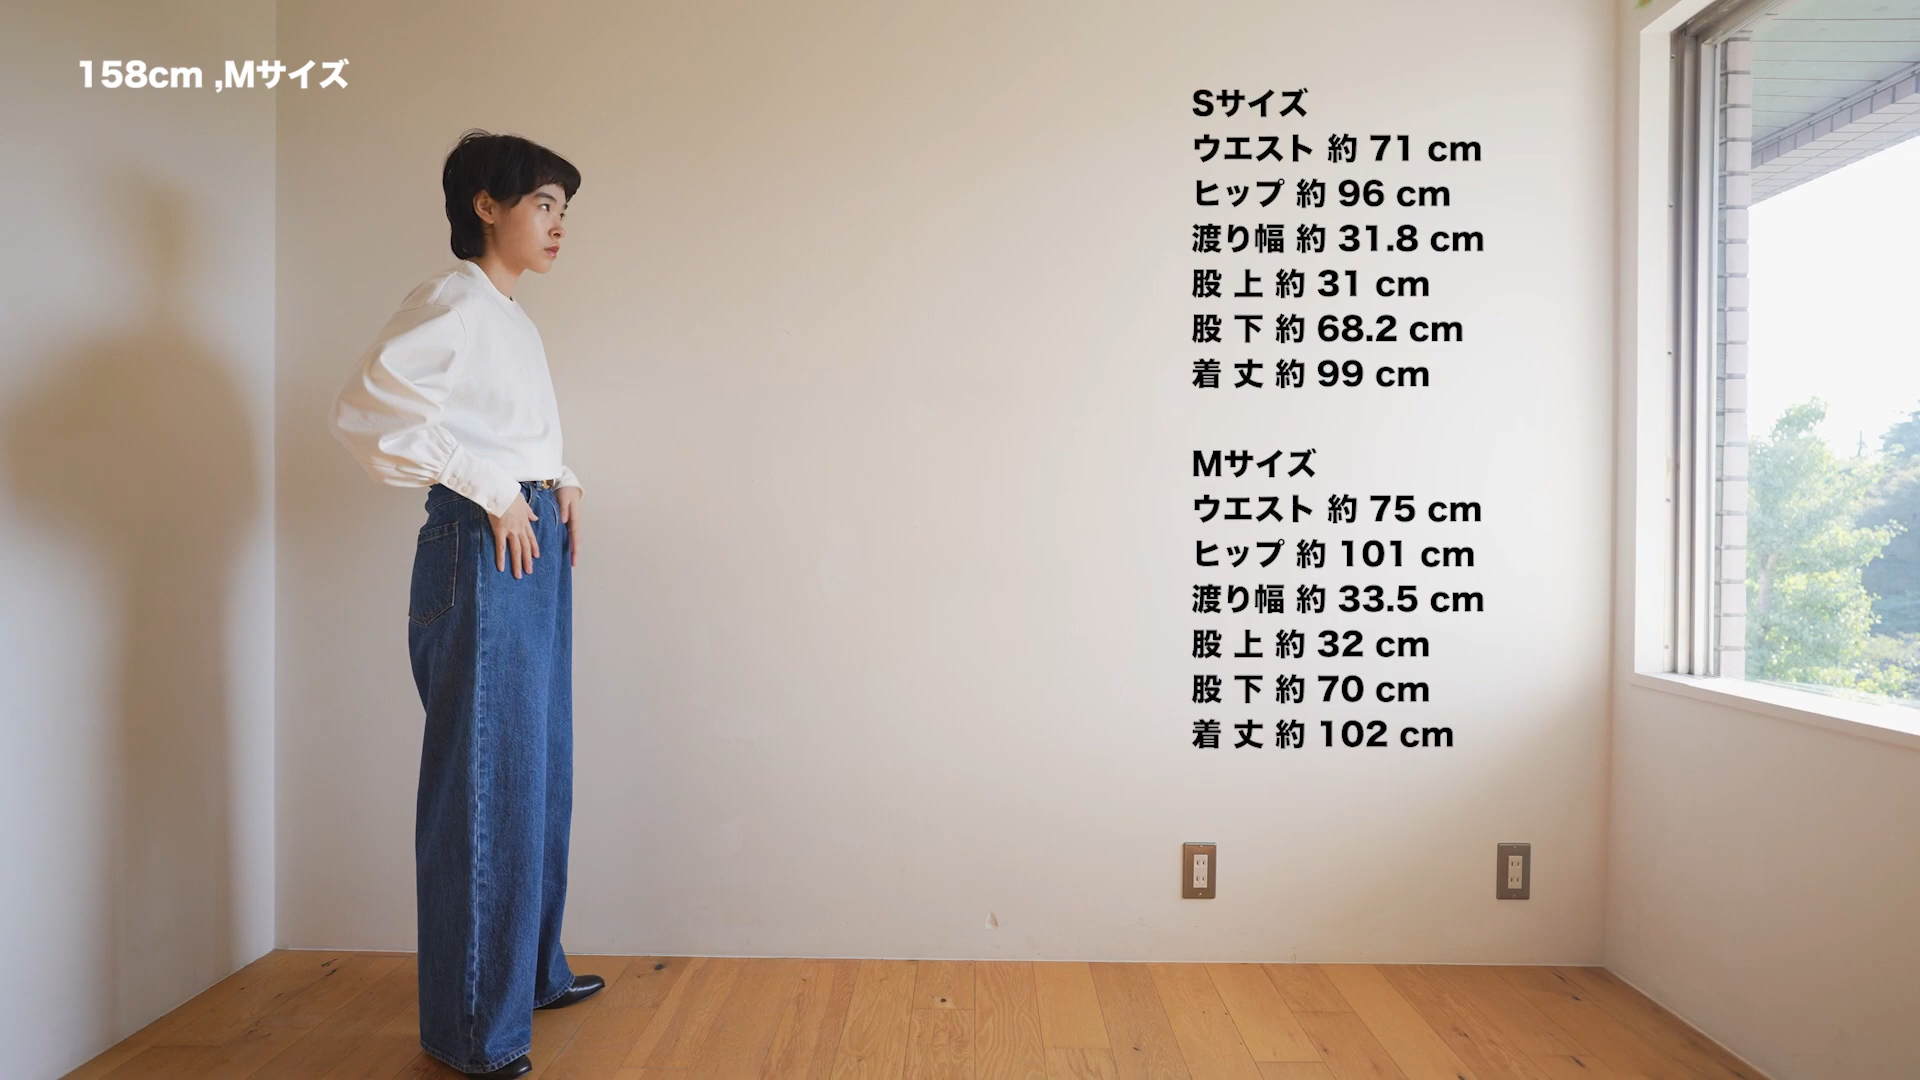 158cm ,Mサイズ
Sサイズ
ウエスト 約 71 cm
ヒップ 約 96 cm
渡り幅 約 31.8 cm
股 上 約 31 cm
股 下 約 68.2 cm
着 丈 約 99 cm
Mサイズ
ウエスト 約 75 cm
ヒップ 約 101 cm
渡り幅 約 33.5 cm
股 上 約 32 cm
股 下 約 70 cm
着 丈 約 102 cm